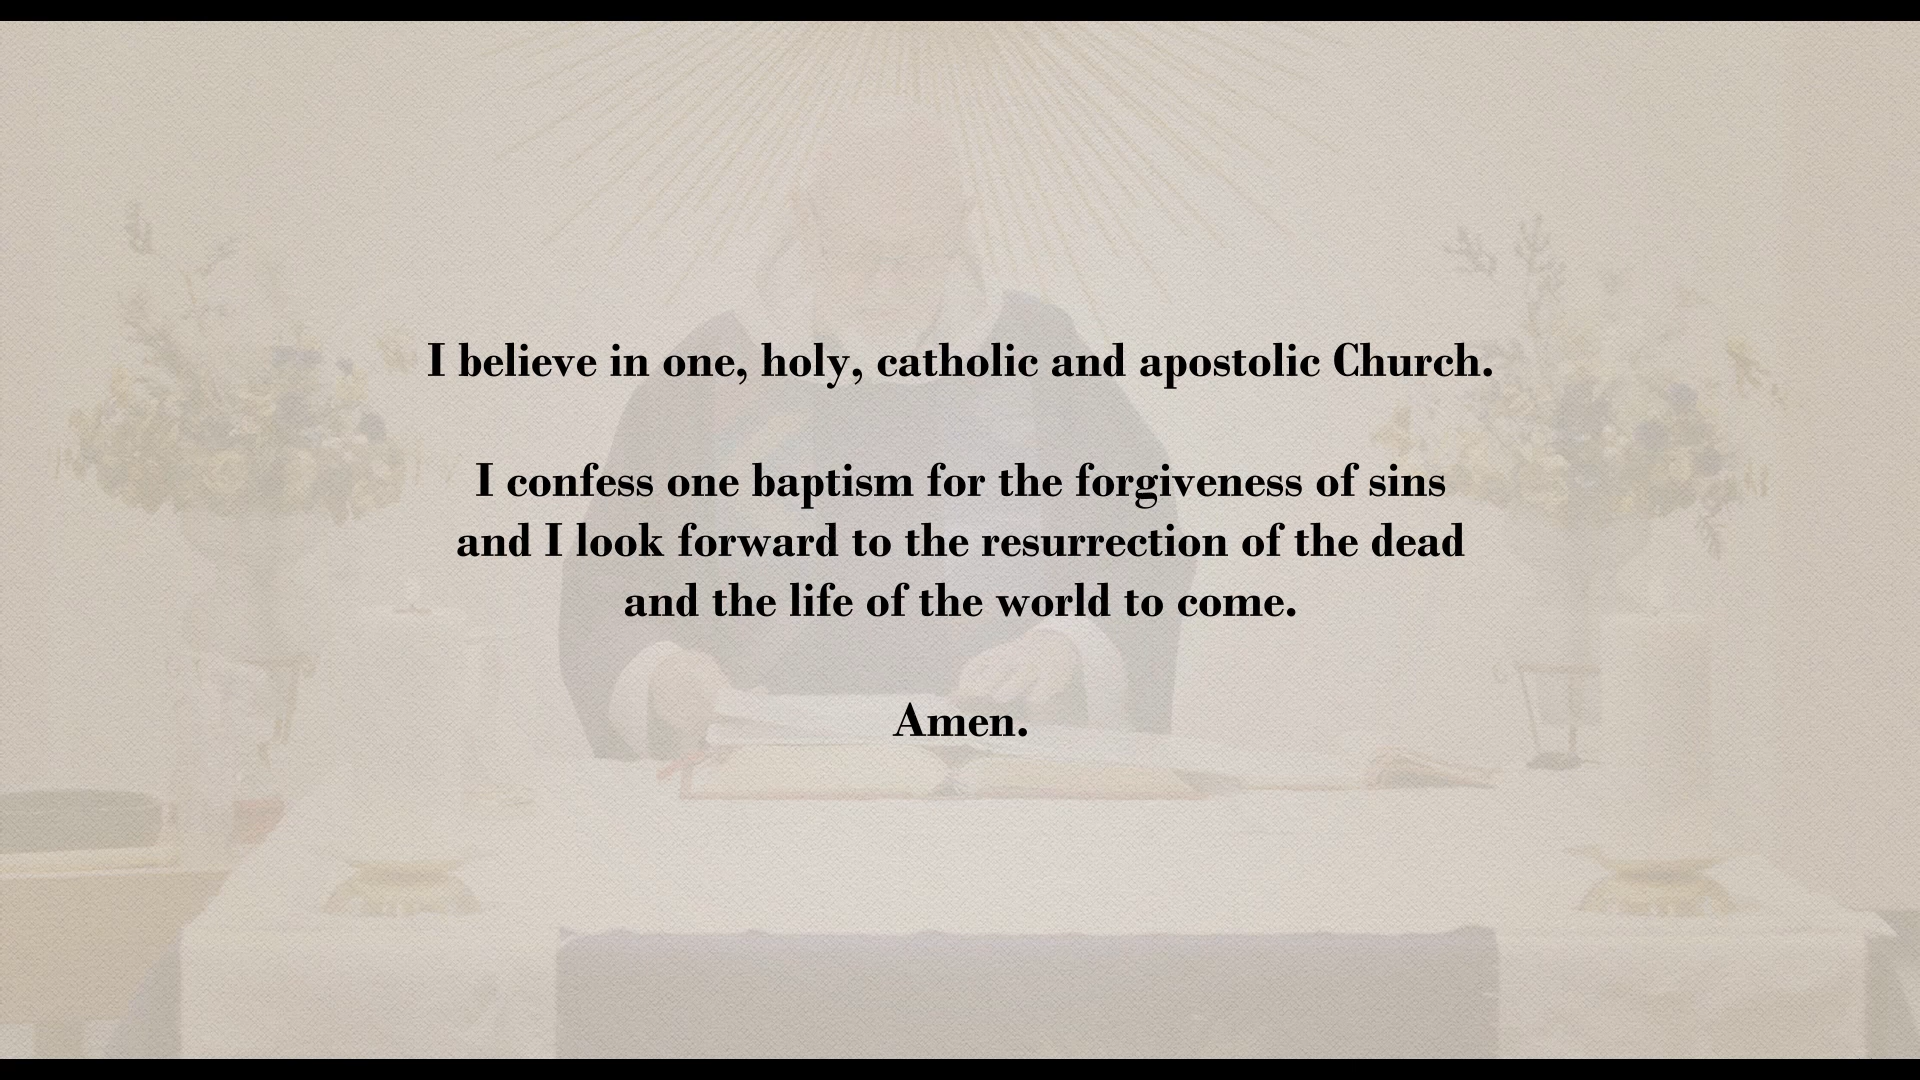 I believe in one, holy, catholic and apostolic Church.
I confess one baptism for the forgiveness of sins
and I look forward to the resurrection of the dead
and the life of the world to come.
Amen.